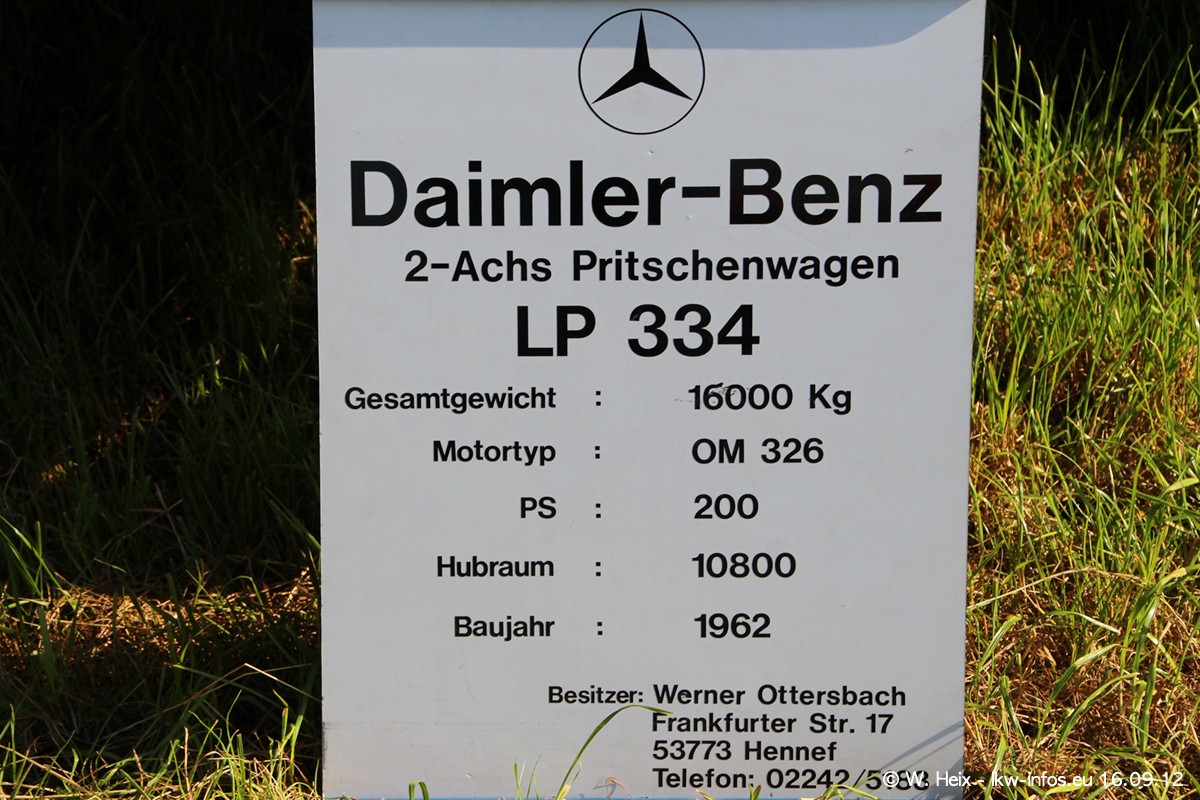 Daimler-Benz
2-Achs Pritschenwagen
LP 334
Gesamtgewicht : 16000 Kg
Motortyp : OM 326
PS : 200
Hubraum : 10800
Baujahr : 1962
Besitzer: Werner Ottersbach
Frankfurter Str. 17
53773 Hennef
Telefon:
© W. Heix - lkw-infos.eu 16.09.12